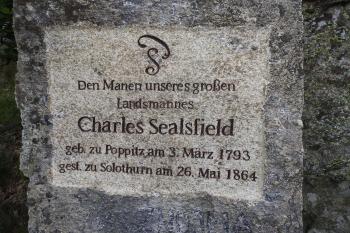 Den Manen unseres großen
Landsmannes
Charles Sealsfield
geb. zu Poppitz am 3. März 1793
gest. zu Solothurn am 26. Mai 1864